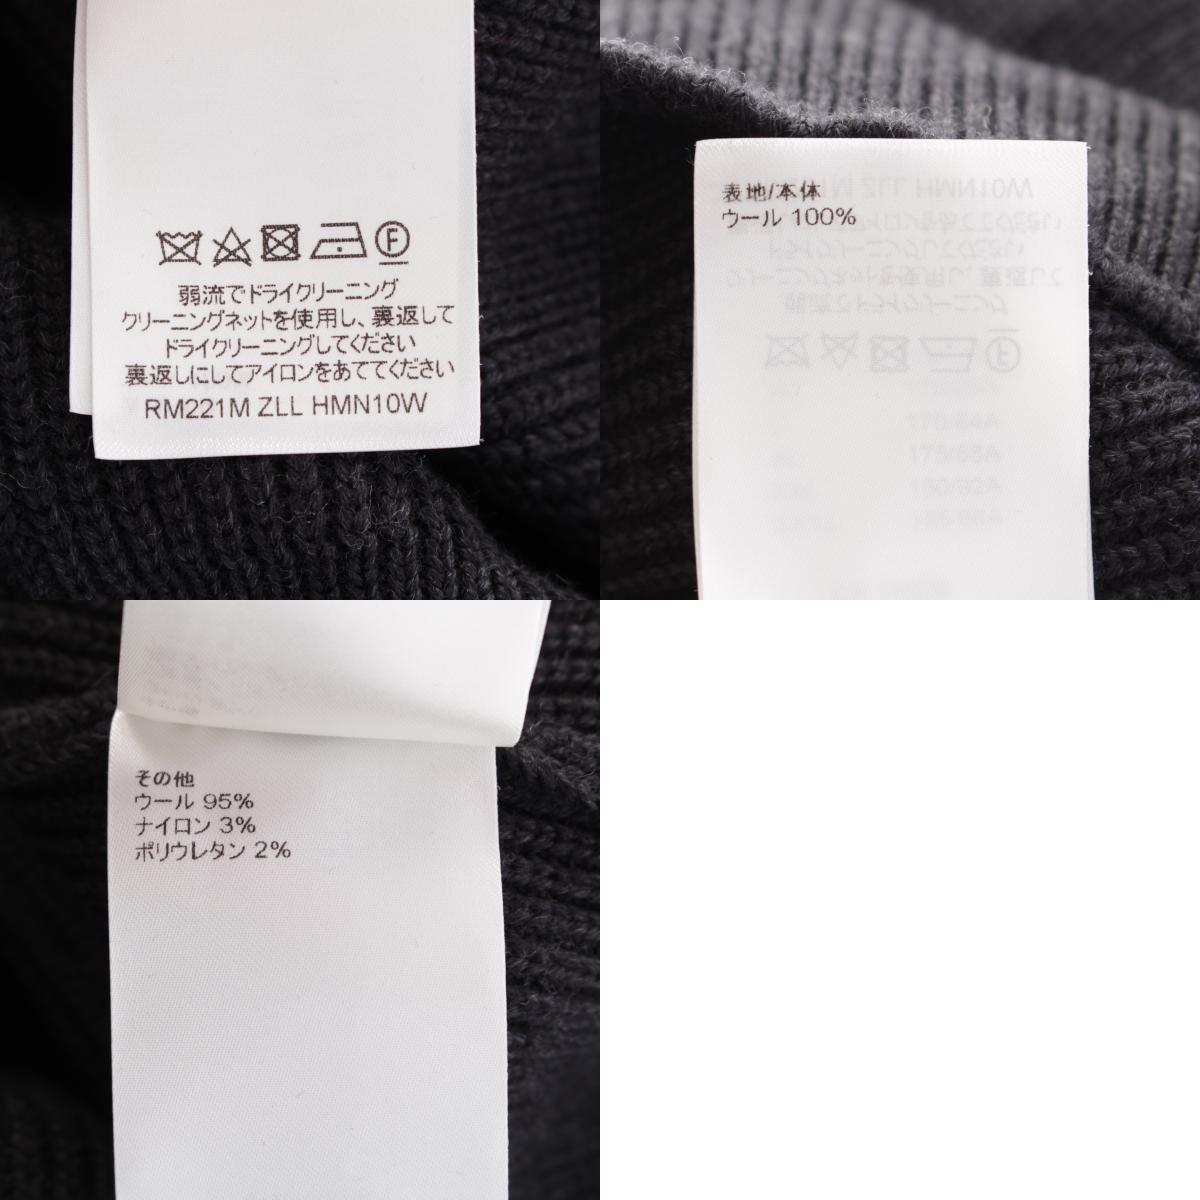 弱流でドライクリーニング
クリーニングネットを使用し、裏返して
ドライクリーニングしてください
裏返しにしてアイロンをあててください
RM221M ZLL HMN10W
表地/本体
ウール 100%
その他
ウール 95%
ナイロン 3%
ポリウレタン 2%